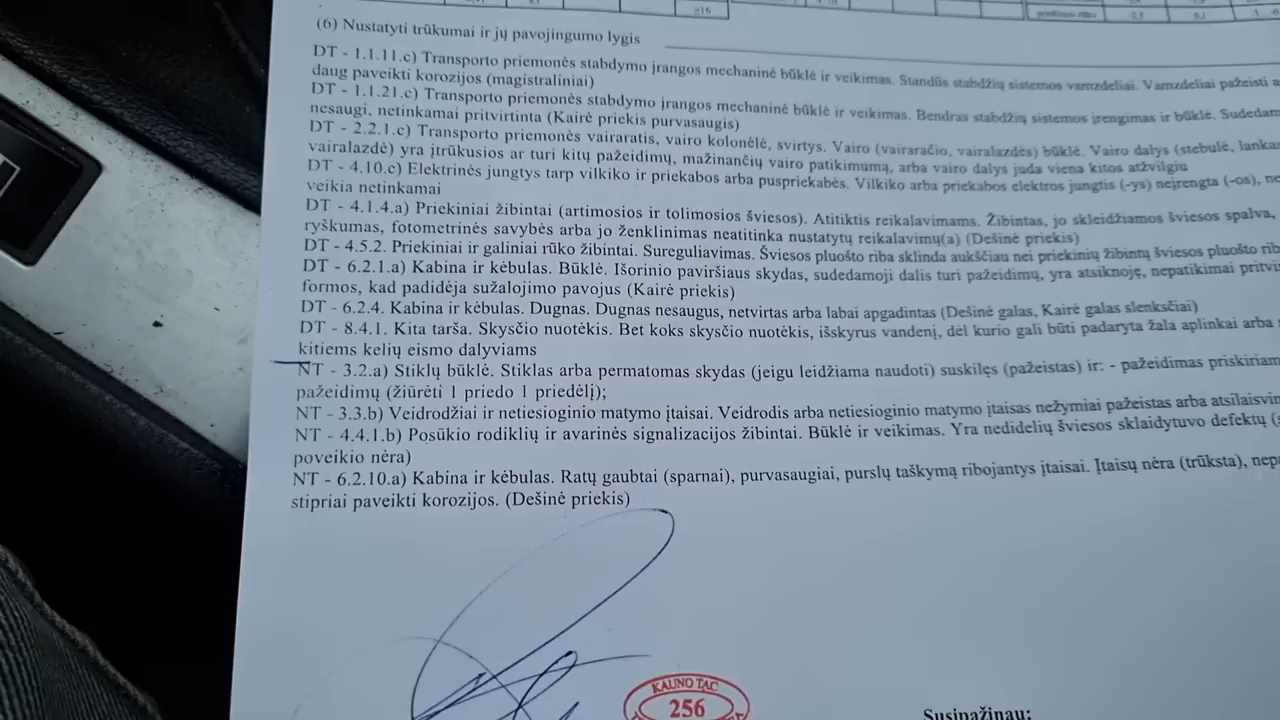 ≥16
(6) Nustatyti trūkumai ir jų pavojingumo lygis
DT - 1.1.11.c) Transporto priemonės stabdymo įrangos mechaninė būklė ir veikimas. Standūs stabdžių sistemos vamzdeliai. Vamzdeliai pažeisti a
daug paveikti korozijos (magistraliniai)
DT - 1.1.21.c) Transporto priemonės stabdymo įrangos mechaninė būklė ir veikimas. Bendras stabdžių sistemos įrengimas ir būklė. Sudedam
nesaugi, netinkamai pritvirtinta (Kairė priekis purvasaugis)
DT - 2.2.1.c) Transporto priemonės vairaratis, vairo kolonėlė, svirtys. Vairo (vairaračio, vairalazdės) būklė. Vairo dalys (stebulė, lankas
vairalazdė) yra įtrūkusios ar turi kitų pažeidimų, mažinančių vairo patikimumą, arba vairo dalys juda viena kitos atžvilgiu
DT - 4.10.c) Elektrinės jungtys tarp vilkiko ir priekabos arba puspriekabės. Vilkiko arba priekabos elektros jungtis (-ys) neįrengta (-os), ne
veikia netinkamai
DT - 4.1.4.a) Priekiniai žibintai (artimosios ir tolimosios šviesos). Atitiktis reikalavimams. Žibintas, jo skleidžiamos šviesos spalva,
ryškumas, fotometrinės savybės arba jo ženklinimas neatitinka nustatytų reikalavimų(a) (Dešinė priekis)
DT - 4.5.2. Priekiniai ir galiniai rūko žibintai. Sureguliavimas. Šviesos pluošto riba sklinda aukščiau nei priekinių žibintų šviesos pluošto rib
DT - 6.2.1.a) Kabina ir kėbulas. Būklė. Išorinio paviršiaus skydas, sudedamoji dalis turi pažeidimų, yra atsiknoję, nepatikimai pritvir
formos, kad padidėja sužalojimo pavojus (Kairė priekis)
DT - 6.2.4. Kabina ir kėbulas. Dugnas. Dugnas nesaugus, netvirtas arba labai apgadintas (Dešinė galas, Kairė galas slenksčiai)
DT - 8.4.1. Kita tarša. Skysčio nuotėkis. Bet koks skysčio nuotėkis, išskyrus vandenį, dėl kurio gali būti padaryta žala aplinkai arba
kitiems kelių eismo dalyviams
NT - 3.2.a) Stiklų būklė. Stiklas arba permatomas skydas (jeigu leidžiama naudoti) suskilęs (pažeistas) ir: - pažeidimas priskiriam
pažeidimų (žiūrėti 1 priedo 1 priedėlį);
NT - 3.3.b) Veidrodžiai ir netiesioginio matymo įtaisai. Veidrodis arba netiesioginio matymo įtaisas nežymiai pažeistas arba atsilaisvin
NT - 4.4.1.b) Posūkio rodiklių ir avarinės signalizacijos žibintai. Būklė ir veikimas. Yra nedidelių šviesos sklaidytuvo defektų (
poveikio nėra)
NT - 6.2.10.a) Kabina ir kėbulas. Ratų gaubtai (sparnai), purvasaugiai, purslų taškymą ribojantys įtaisai. Įtaisų nėra (trūksta), nepa
stipriai paveikti korozijos. (Dešinė priekis)
KAUNO TAC
256
Susipažinau: